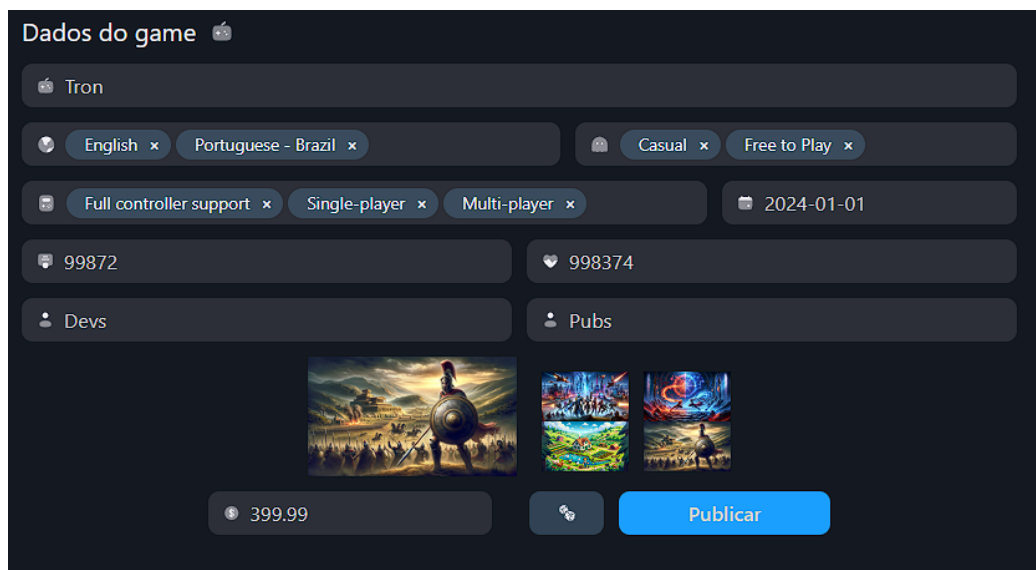 Dados do game
Tron
English × Portuguese - Brazil × Casual × Free to Play ×
Full controller support × Single-player × Multi-player × 2024-01-01
99872 998374
Devs Pubs
399.99 Publicar